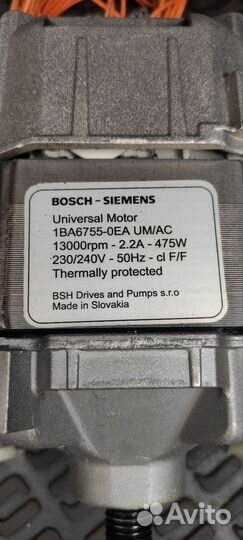 BOSCH - SIEMENS
Universal Motor
1BA6755-0EA UM/AC
13000rpm - 2.2A - 475W
230/240V - 50Hz - cl F/F
Thermally protected
BSH Drives and Pumps s.r.o
Made in Slovakia
Avito